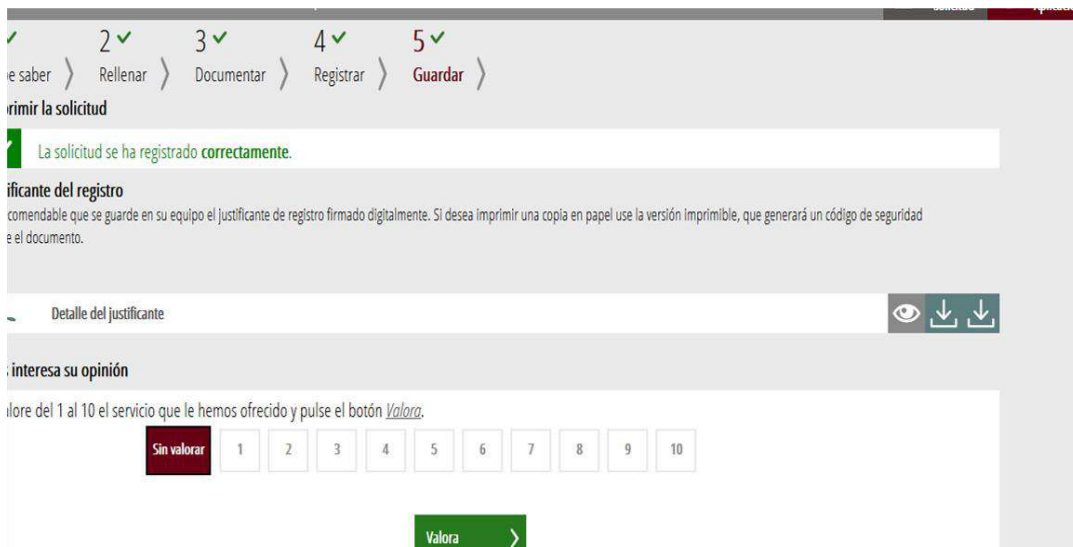 solicitud
2 3 4 5
e saber Rellenar Documentar Registrar Guardar
rimir la solicitud
La solicitud se ha registrado correctamente.
ificante del registro
comendable que se guarde en su equipo el justificante de registro firmado digitalmente. Si desea imprimir una copia en papel use la versión imprimible, que generará un código de seguridad
e el documento.
Detalle del justificante
interesa su opinión
lore del 1 al 10 el servicio que le hemos ofrecido y pulse el botón Valora.
Sin valorar 1 2 3 4 5 6 7 8 9 10
Valora